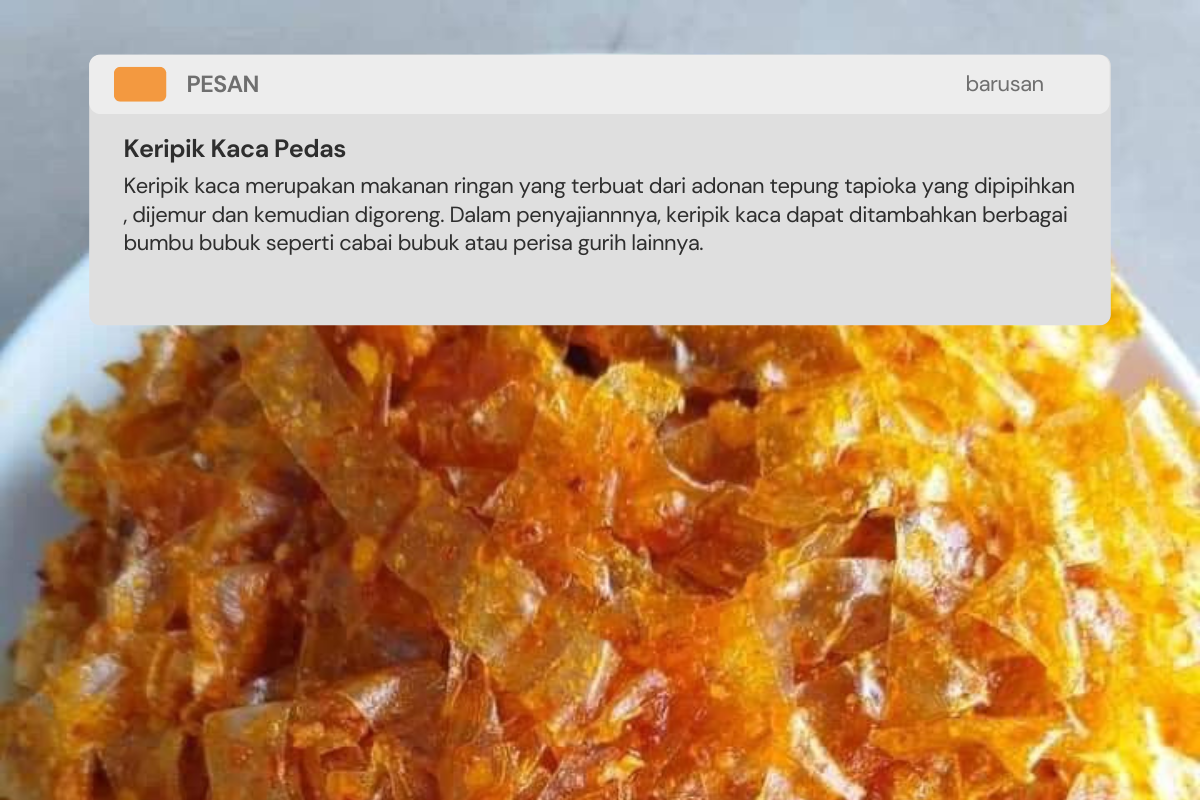 PESAN barusan
Keripik Kaca Pedas
Keripik kaca merupakan makanan ringan yang terbuat dari adonan tepung tapioka yang dipipihkan
, dijemur dan kemudian digoreng. Dalam penyajiannnya, keripik kaca dapat ditambahkan berbagai
bumbu bubuk seperti cabai bubuk atau perisa gurih lainnya.